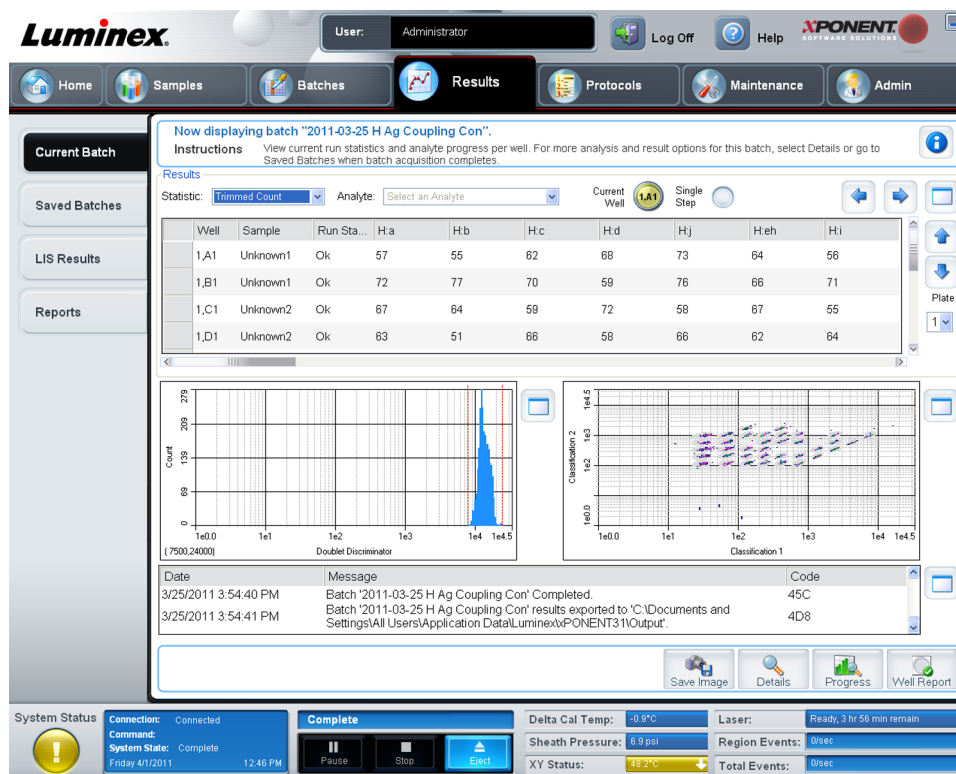 Luminex.
User: Administrator
Log Off
Help
XPONENT.
SOFTWARE SOLUTIONS
Home
Samples
Batches
Results
Protocols
Maintenance
Admin
Current Batch
Saved Batches
LIS Results
Reports
Now displaying batch "2011-03-25 H Ag Coupling Con".
Instructions View current run statistics and analyte progress per well. For more analysis and result options for this batch, select Details or go to
Saved Batches when batch acquisition completes.
Results
Statistic: Trimmed Count Analyte: Select an Analyte Current Well 1,A1 Single Step
Well Sample Run Sta... H:a H:b H:c H:d H:j H:eh H:i
1,A1 Unknown1 Ok 57 55 62 68 73 64 56
1,B1 Unknown1 Ok 72 77 70 59 76 66 71
1,C1 Unknown2 Ok 67 64 59 72 58 67 55
1,D1 Unknown2 Ok 63 51 66 58 66 62 64
Plate
1
279
209
139
69
0
Count
1e0.0 1e1 1e2 1e3 1e4 1e4.5
(7500,24000) Doublet Discriminator
1e4.5
1e3
1e2
1e0.0
Classification 2
1e0.0 1e1 1e2 1e3 1e4 1e4.5
Classification 1
Date Message Code
3/25/2011 3:54:40 PM Batch '2011-03-25 H Ag Coupling Con' Completed. 45C
3/25/2011 3:54:41 PM Batch '2011-03-25 H Ag Coupling Con' results exported to 'C:\Documents and
Settings\All Users\Application Data\Luminex\xPONENT31\Output'. 4D8
Save Image
Details
Progress
Well Report
System Status
Connection: Connected
Command:
System State: Complete
Friday 4/1/2011 12:46 PM
Complete
Pause
Stop
Eject
Delta Cal Temp: -0.9°C
Sheath Pressure: 6.9 psi
XY Status: 48.2°C
Laser: Ready, 3 hr 56 min remain
Region Events: 0/sec
Total Events: 0/sec